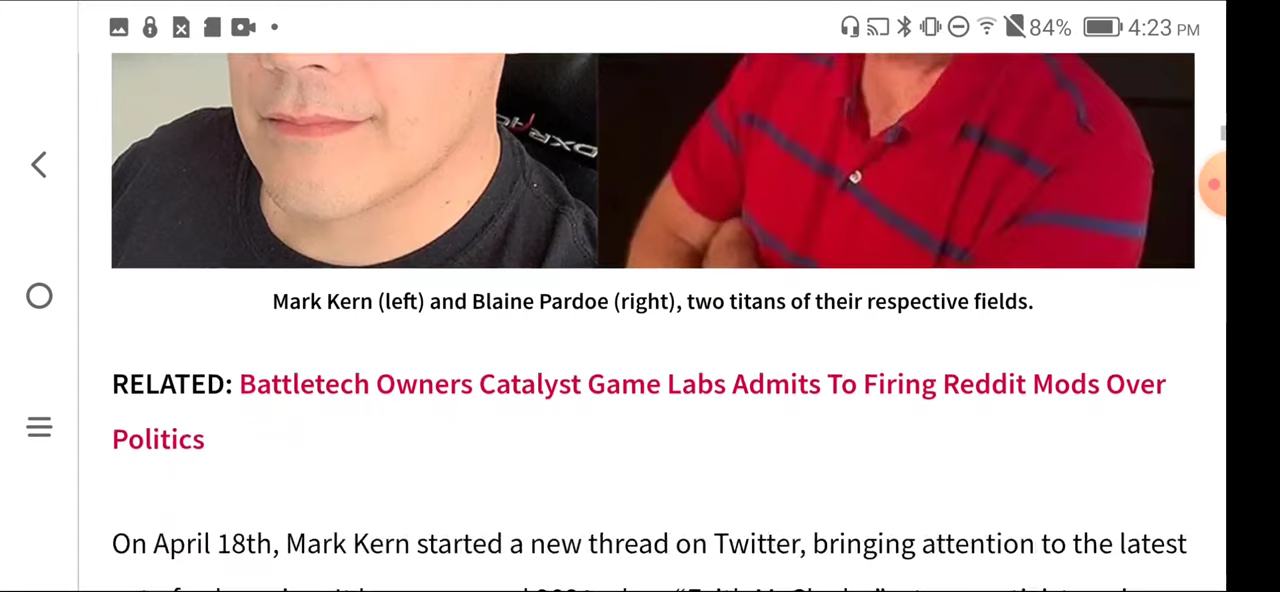 84% 4:23 PM
DXR
Mark Kern (left) and Blaine Pardoe (right), two titans of their respective fields.
RELATED: Battletech Owners Catalyst Game Labs Admits To Firing Reddit Mods Over
Politics
On April 18th, Mark Kern started a new thread on Twitter, bringing attention to the latest